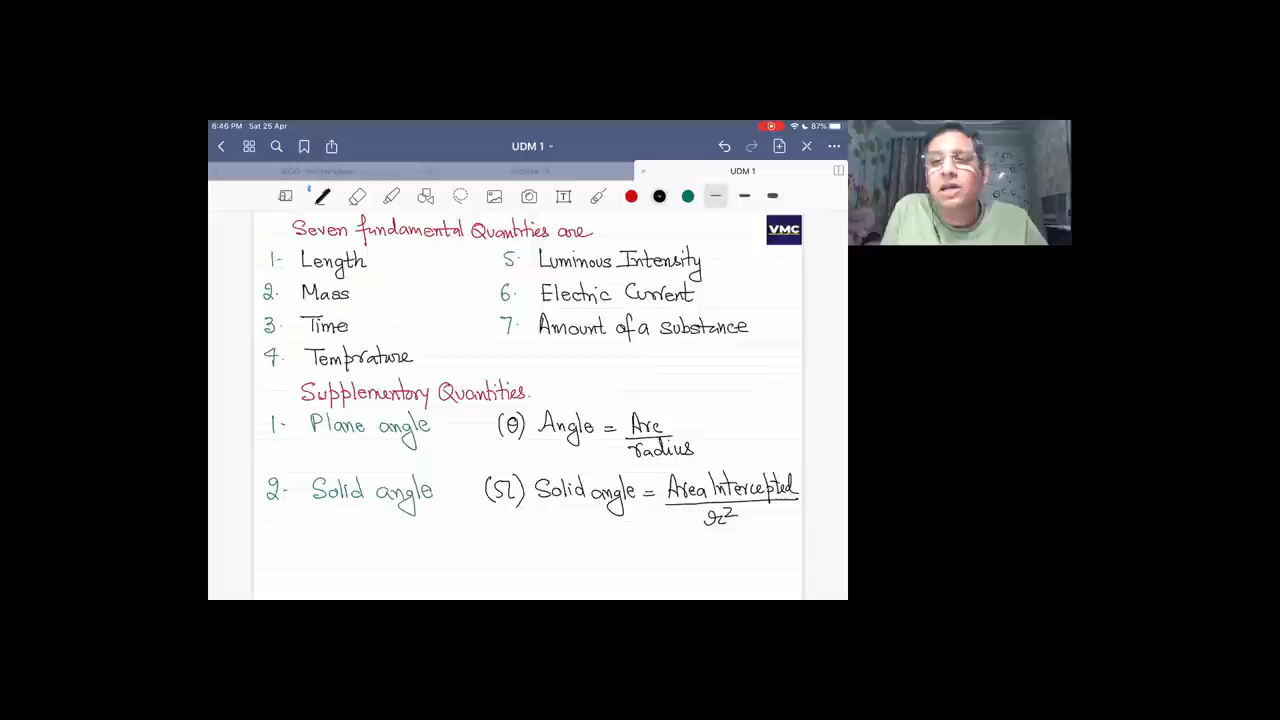 6:46 PM Sat 25 Apr
87%
UDM 1
UDM 1
VMC
Seven fundamental Quantities are
1- Length
2. Mass
3. Time
4. Temprature
5. Luminous Intensity
6. Electric Current
7. Amount of a substance
Supplementory Quantities.
1- Plane angle (θ) Angle = Arc
radius
2- Solid angle (Ω) Solid angle = Area Intercepted
r²